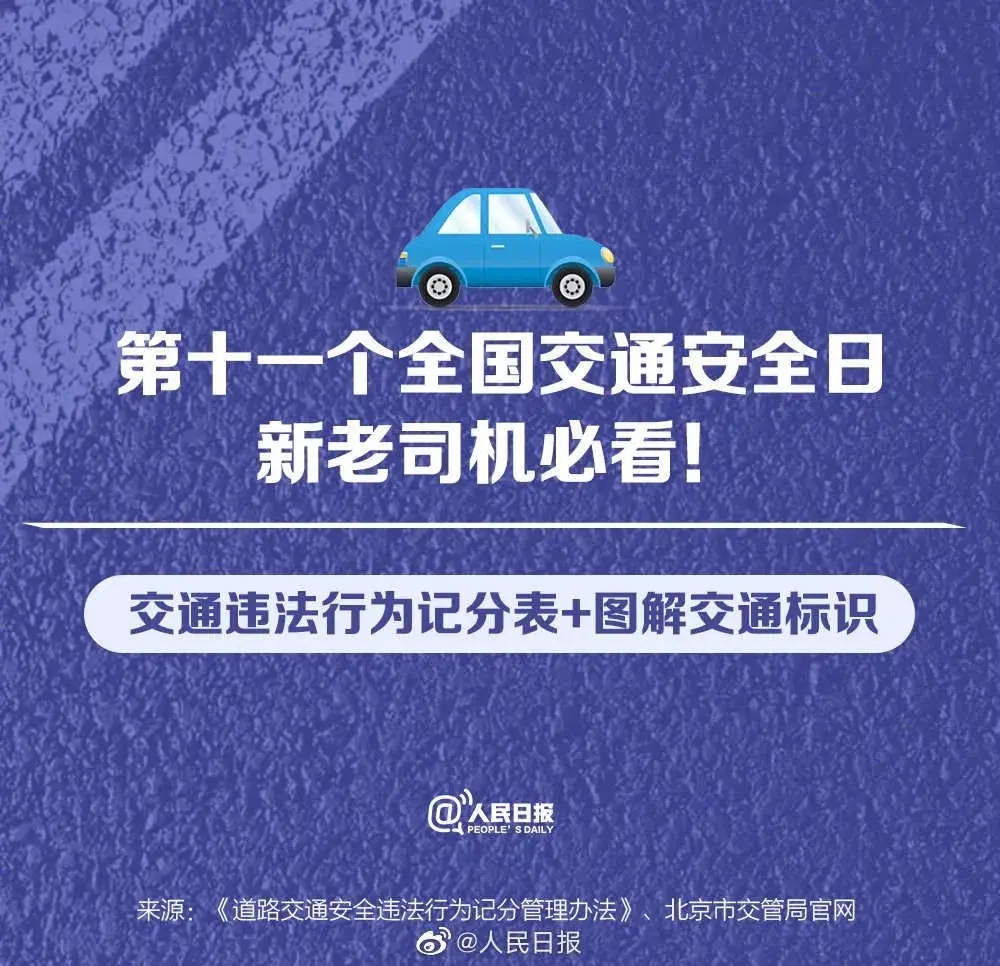 第十一个全国交通安全日
新老司机必看！
交通违法行为记分表+图解交通标识
@人民日报
PEOPLE'S DAILY
来源：《道路交通安全违法行为记分管理办法》、北京市交管局官网
@人民日报